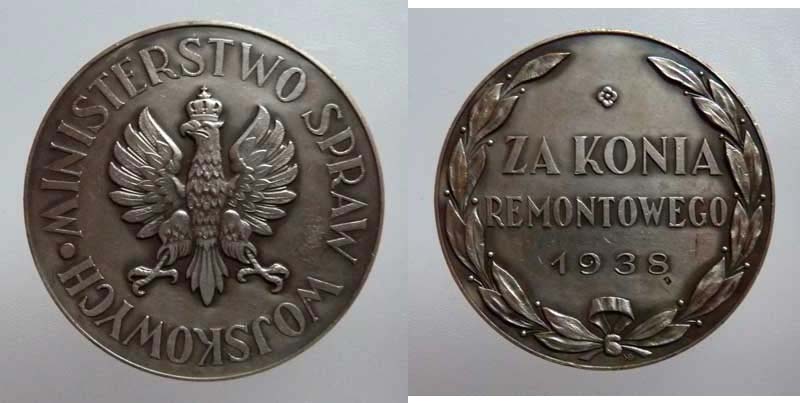 MINISTERSTWO SPRAW WOJSKOWYCH •
ZA KONIA
REMONTOWEGO
1938